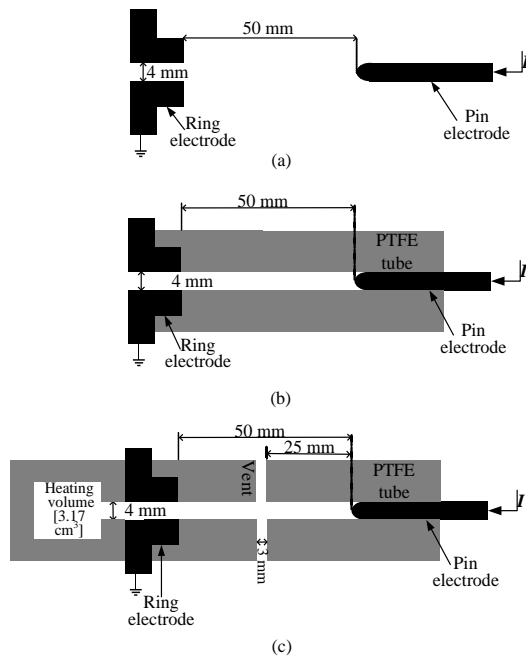 50 mm
I
4 mm
Pin
electrode
Ring
electrode
(a)
50 mm
PTFE
tube
I
4 mm
Ring
electrode
Pin
electrode
(b)
50 mm
25 mm
Vent
PTFE
tube
Heating
volume
[3.17
cm³]
4 mm
I
3 mm
Pin
electrode
Ring
electrode
(c)